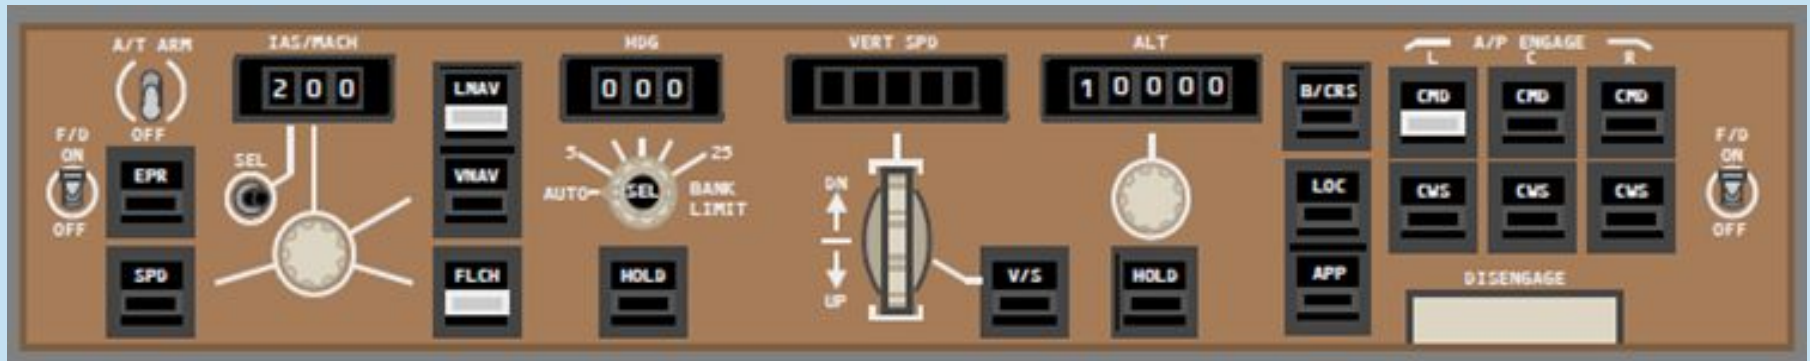 A/T ARM
OFF
F/D
ON
OFF
EPR
SPD
IAS/MACH
200
SEL
LNAV
VNAV
FLCH
HDG
000
5
25
AUTO
SEL
BANK
LIMIT
HOLD
VERT SPD
DN
UP
V/S
ALT
10000
HOLD
B/CRS
LOC
APP
A/P ENGAGE
L C R
CMD CMD CMD
CWS CWS CWS
DISENGAGE
F/D
ON
OFF